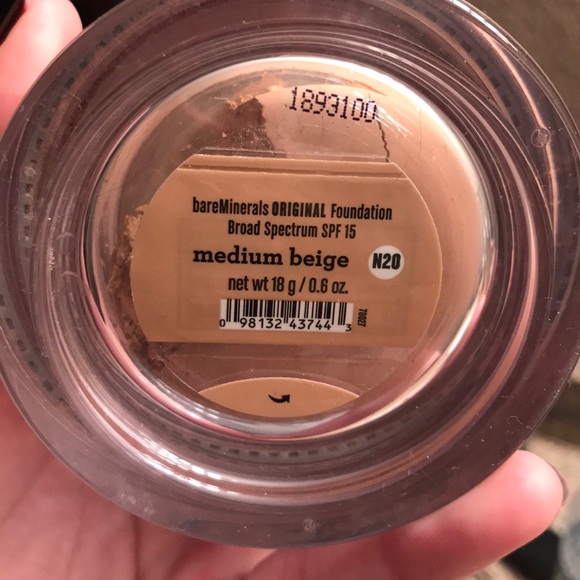 1893100
bareMinerals ORIGINAL Foundation
Broad Spectrum SPF 15
medium beige N20
net wt 18 g / 0.6 oz.
70027
0 98132 43744 3